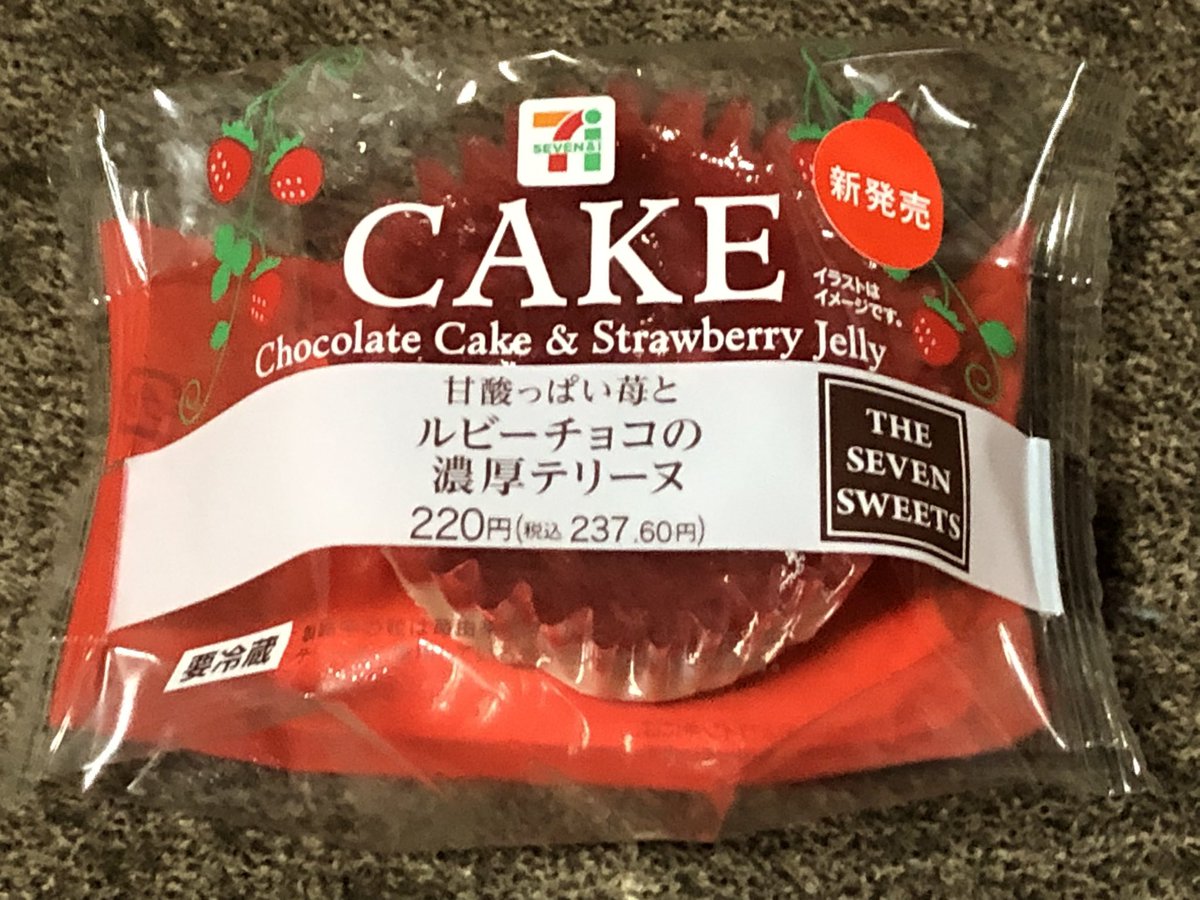 SEVEN&i
CAKE
新発売
イラストは
イメージです。
Chocolate Cake & Strawberry Jelly
甘酸っぱい苺と
ルビーチョコの
濃厚テリーヌ
220円(税込 237.60円)
THE
SEVEN
SWEETS
要冷蔵